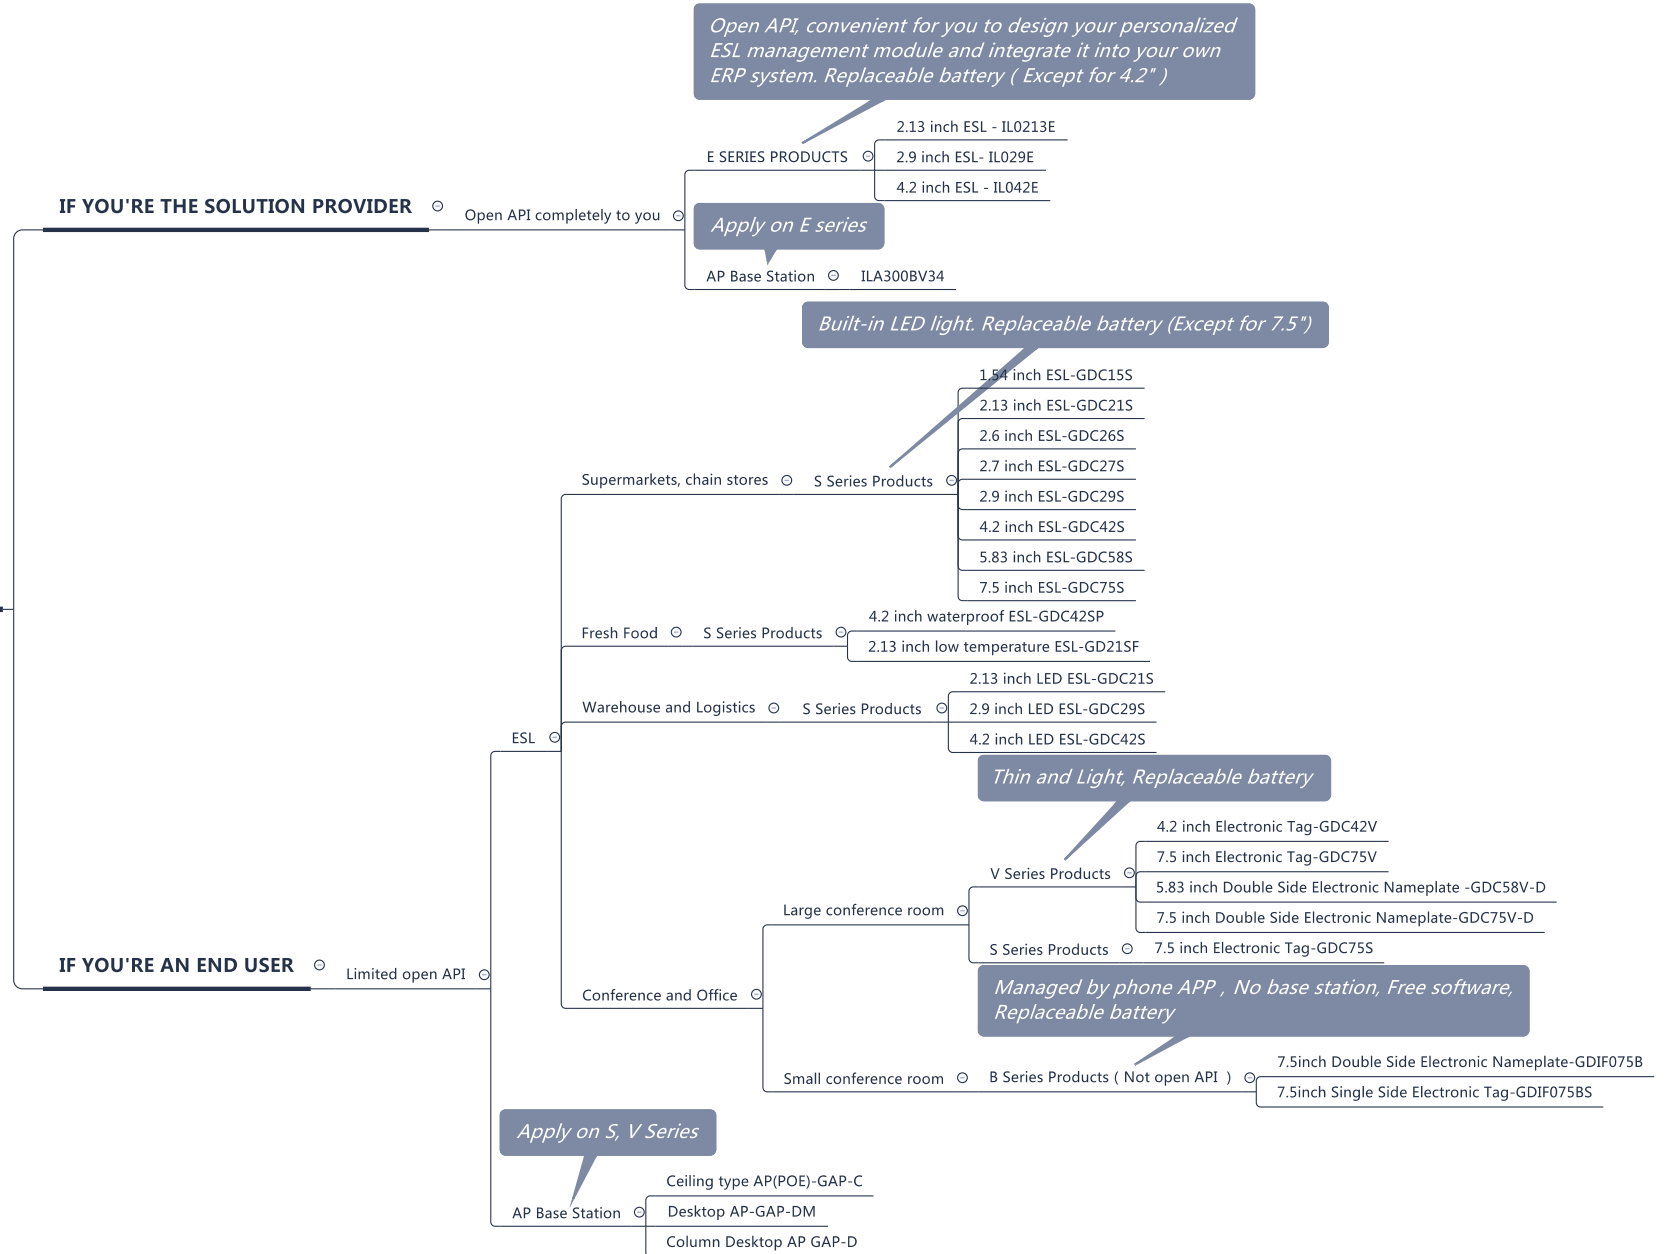 Open API, convenient for you to design your personalized
ESL management module and integrate it into your own
ERP system. Replaceable battery ( Except for 4.2" )
2.13 inch ESL - IL0213E
E SERIES PRODUCTS
2.9 inch ESL- IL029E
4.2 inch ESL - IL042E
IF YOU'RE THE SOLUTION PROVIDER
Open API completely to you
Apply on E series
AP Base Station
ILA300BV34
Built-in LED light. Replaceable battery (Except for 7.5")
1.54 inch ESL-GDC15S
2.13 inch ESL-GDC21S
2.6 inch ESL-GDC26S
2.7 inch ESL-GDC27S
Supermarkets, chain stores
S Series Products
2.9 inch ESL-GDC29S
4.2 inch ESL-GDC42S
5.83 inch ESL-GDC58S
7.5 inch ESL-GDC75S
4.2 inch waterproof ESL-GDC42SP
Fresh Food
S Series Products
2.13 inch low temperature ESL-GD21SF
2.13 inch LED ESL-GDC21S
Warehouse and Logistics
S Series Products
2.9 inch LED ESL-GDC29S
4.2 inch LED ESL-GDC42S
ESL
Thin and Light, Replaceable battery
4.2 inch Electronic Tag-GDC42V
7.5 inch Electronic Tag-GDC75V
V Series Products
5.83 inch Double Side Electronic Nameplate -GDC58V-D
7.5 inch Double Side Electronic Nameplate-GDC75V-D
Large conference room
S Series Products
7.5 inch Electronic Tag-GDC75S
IF YOU'RE AN END USER
Limited open API
Conference and Office
Managed by phone APP , No base station, Free software,
Replaceable battery
7.5inch Double Side Electronic Nameplate-GDIF075B
Small conference room
B Series Products ( Not open API )
7.5inch Single Side Electronic Tag-GDIF075BS
Apply on S, V Series
Ceiling type AP(POE)-GAP-C
AP Base Station
Desktop AP-GAP-DM
Column Desktop AP GAP-D